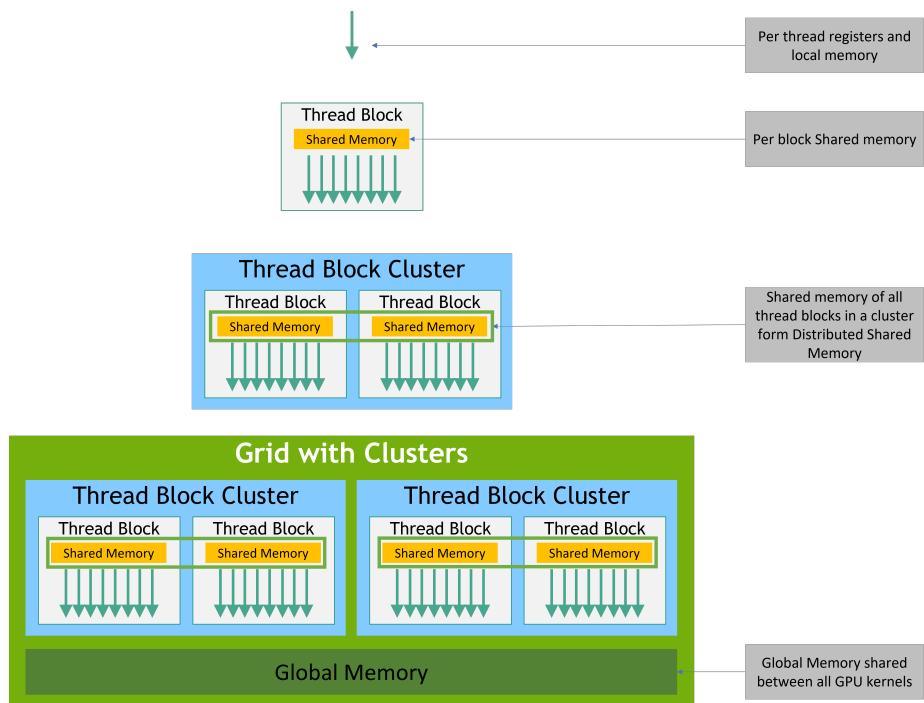 Per thread registers and
local memory
Thread Block
Shared Memory
Per block Shared memory
Thread Block Cluster
Thread Block
Thread Block
Shared Memory
Shared Memory
Shared memory of all
thread blocks in a cluster
form Distributed Shared
Memory
Grid with Clusters
Thread Block Cluster
Thread Block Cluster
Thread Block
Thread Block
Thread Block
Thread Block
Shared Memory
Shared Memory
Shared Memory
Shared Memory
Global Memory
Global Memory shared
between all GPU kernels